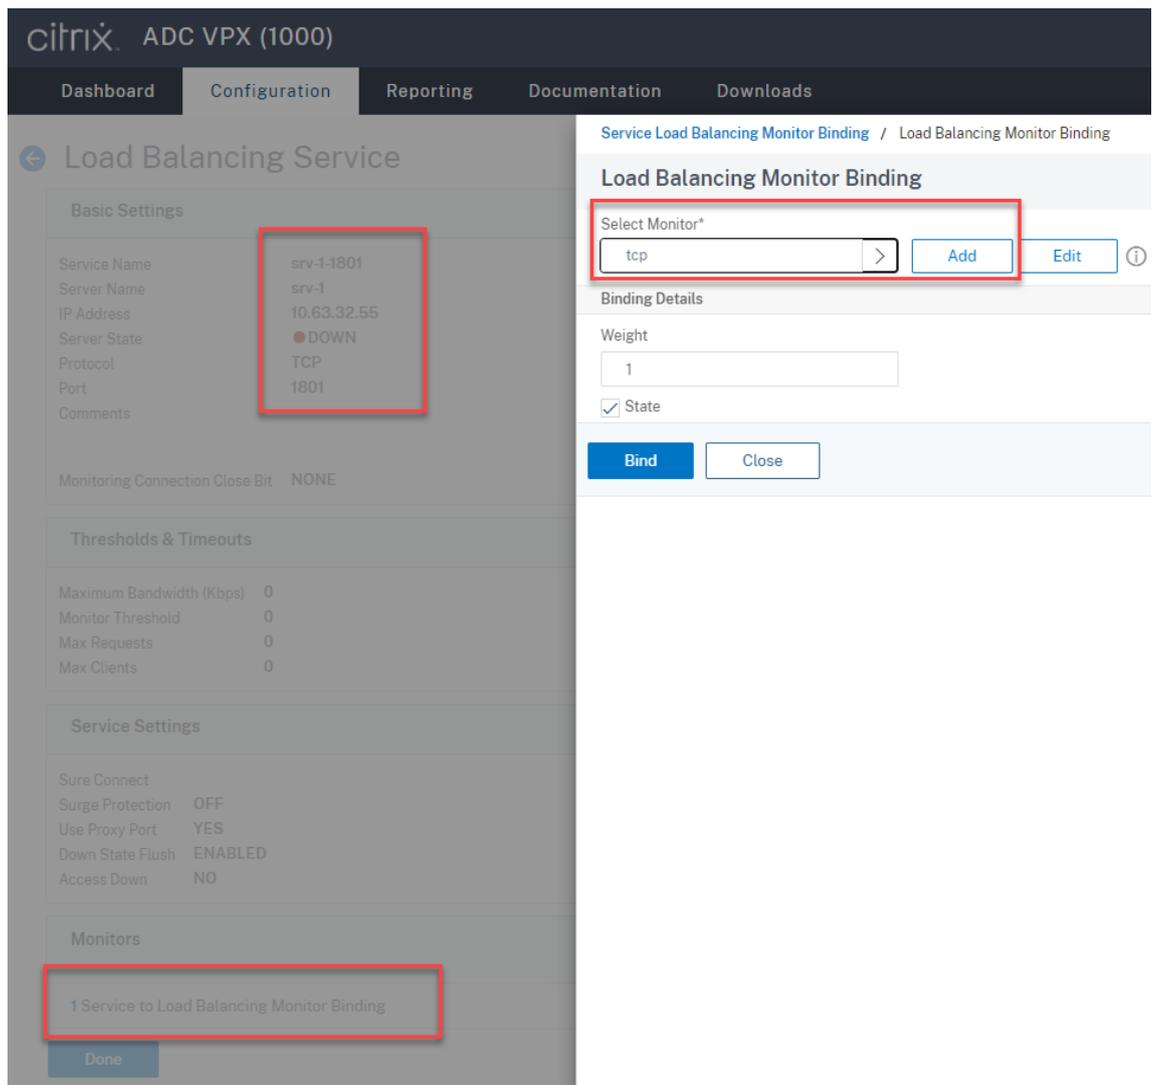 citrix. ADC VPX (1000)
Dashboard Configuration Reporting Documentation Downloads
Load Balancing Service
Basic Settings
Service Name srv-1-1801
Server Name srv-1
IP Address 10.63.32.55
Server State DOWN
Protocol TCP
Port 1801
Comments
Monitoring Connection Close Bit NONE
Thresholds & Timeouts
Maximum Bandwidth (Kbps) 0
Monitor Threshold 0
Max Requests 0
Max Clients 0
Service Settings
Sure Connect
Surge Protection OFF
Use Proxy Port YES
Down State Flush ENABLED
Access Down NO
Monitors
1 Service to Load Balancing Monitor Binding
Done
Service Load Balancing Monitor Binding / Load Balancing Monitor Binding
Load Balancing Monitor Binding
Select Monitor*
tcp > Add Edit
Binding Details
Weight
1
State
Bind Close